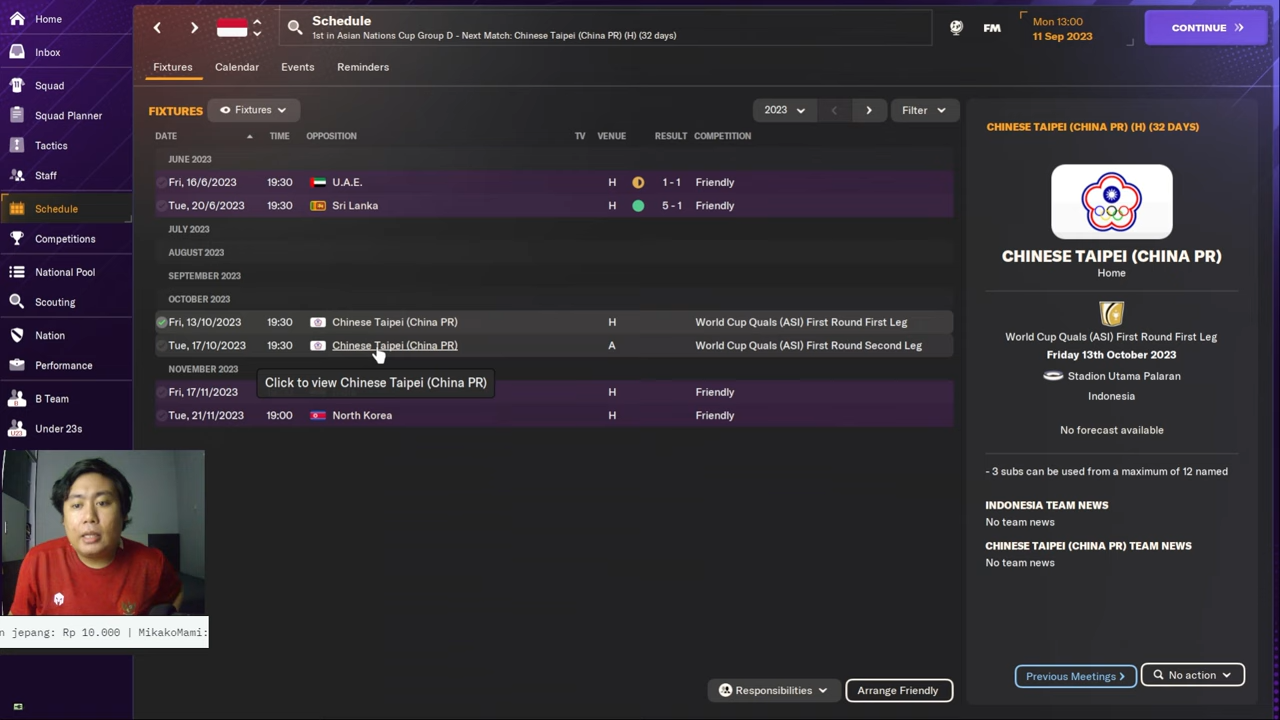 Home
Inbox
Squad
Squad Planner
Tactics
Staff
Schedule
Competitions
National Pool
Scouting
Nation
Performance
B Team
Under 23s
n jepang: Rp 10.000 | MikakoMami:
Schedule
1st in Asian Nations Cup Group D - Next Match: Chinese Taipei (China PR) (H) (32 days)
FM
Mon 13:00
11 Sep 2023
CONTINUE
Fixtures Calendar Events Reminders
FIXTURES Fixtures 2023 Filter
DATE TIME OPPOSITION TV VENUE RESULT COMPETITION
JUNE 2023
Fri, 16/6/2023 19:30 U.A.E. H 1 - 1 Friendly
Tue, 20/6/2023 19:30 Sri Lanka H 5 - 1 Friendly
JULY 2023
AUGUST 2023
SEPTEMBER 2023
OCTOBER 2023
Fri, 13/10/2023 19:30 Chinese Taipei (China PR) H World Cup Quals (ASI) First Round First Leg
Tue, 17/10/2023 19:30 Chinese Taipei (China PR) A World Cup Quals (ASI) First Round Second Leg
NOVEMBER 2023
Click to view Chinese Taipei (China PR)
Fri, 17/11/2023 H Friendly
Tue, 21/11/2023 19:00 North Korea H Friendly
Responsibilities Arrange Friendly
CHINESE TAIPEI (CHINA PR) (H) (32 DAYS)
CHINESE TAIPEI (CHINA PR)
Home
World Cup Quals (ASI) First Round First Leg
Friday 13th October 2023
Stadion Utama Palaran
Indonesia
No forecast available
- 3 subs can be used from a maximum of 12 named
INDONESIA TEAM NEWS
No team news
CHINESE TAIPEI (CHINA PR) TEAM NEWS
No team news
Previous Meetings No action